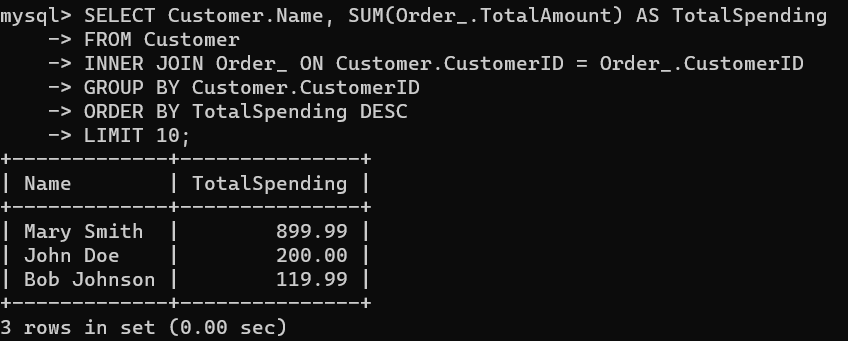 mysql> SELECT Customer.Name, SUM(Order_.TotalAmount) AS TotalSpending
    -> FROM Customer
    -> INNER JOIN Order_ ON Customer.CustomerID = Order_.CustomerID
    -> GROUP BY Customer.CustomerID
    -> ORDER BY TotalSpending DESC
    -> LIMIT 10;
+-------------+---------------+
| Name        | TotalSpending |
+-------------+---------------+
| Mary Smith  |        899.99 |
| John Doe    |        200.00 |
| Bob Johnson |        119.99 |
+-------------+---------------+
3 rows in set (0.00 sec)